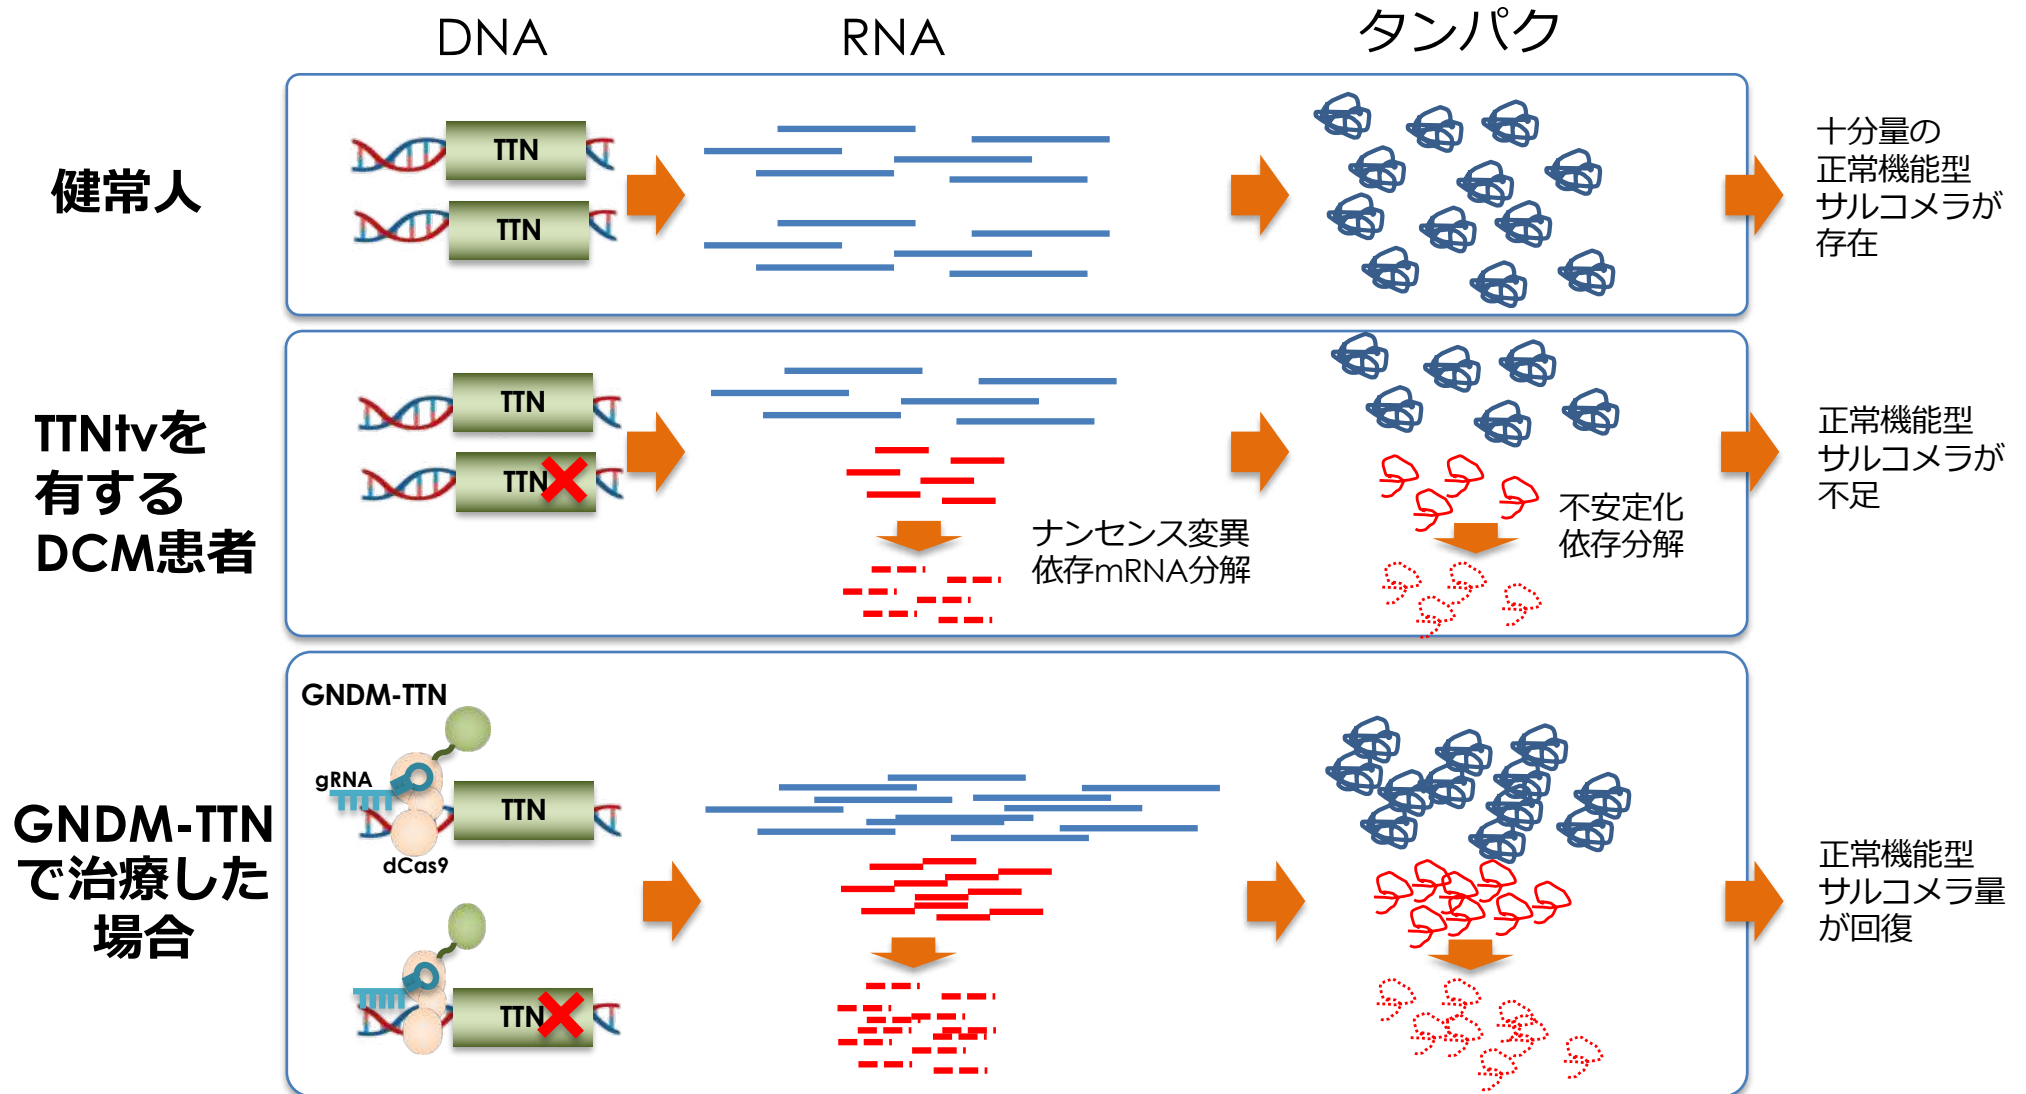 DNA
RNA
タンパク
健常人
TTN
TTN
十分量の
正常機能型
サルコメラが
存在
TTNtvを
有する
DCM患者
TTN
TTN
ナンセンス変異
依存mRNA分解
不安定化
依存分解
正常機能型
サルコメラが
不足
GNDM-TTN
で治療した
場合
GNDM-TTN
gRNA
dCas9
TTN
TTN
正常機能型
サルコメラ量
が回復